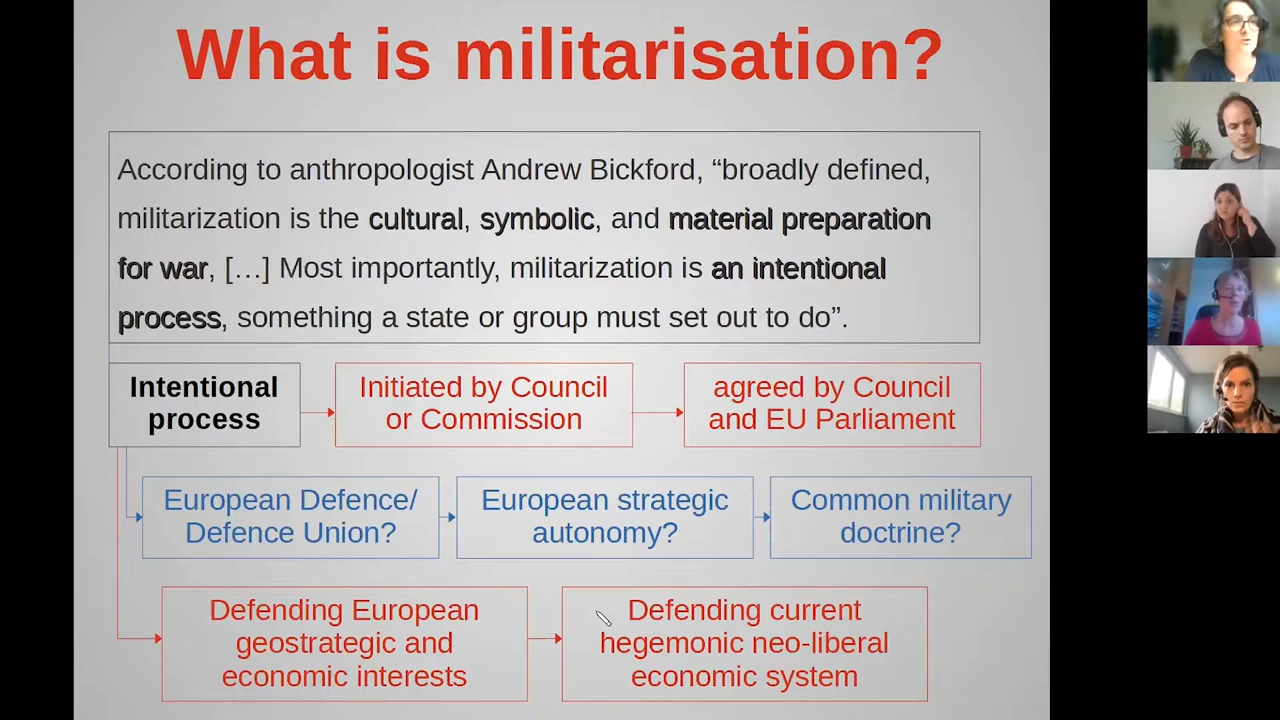 What is militarisation?
According to anthropologist Andrew Bickford, “broadly defined,
militarization is the cultural, symbolic, and material preparation
for war, […] Most importantly, militarization is an intentional
process, something a state or group must set out to do”.
Intentional
process
Initiated by Council
or Commission
agreed by Council
and EU Parliament
European Defence/
Defence Union?
European strategic
autonomy?
Common military
doctrine?
Defending European
geostrategic and
economic interests
Defending current
hegemonic neo-liberal
economic system